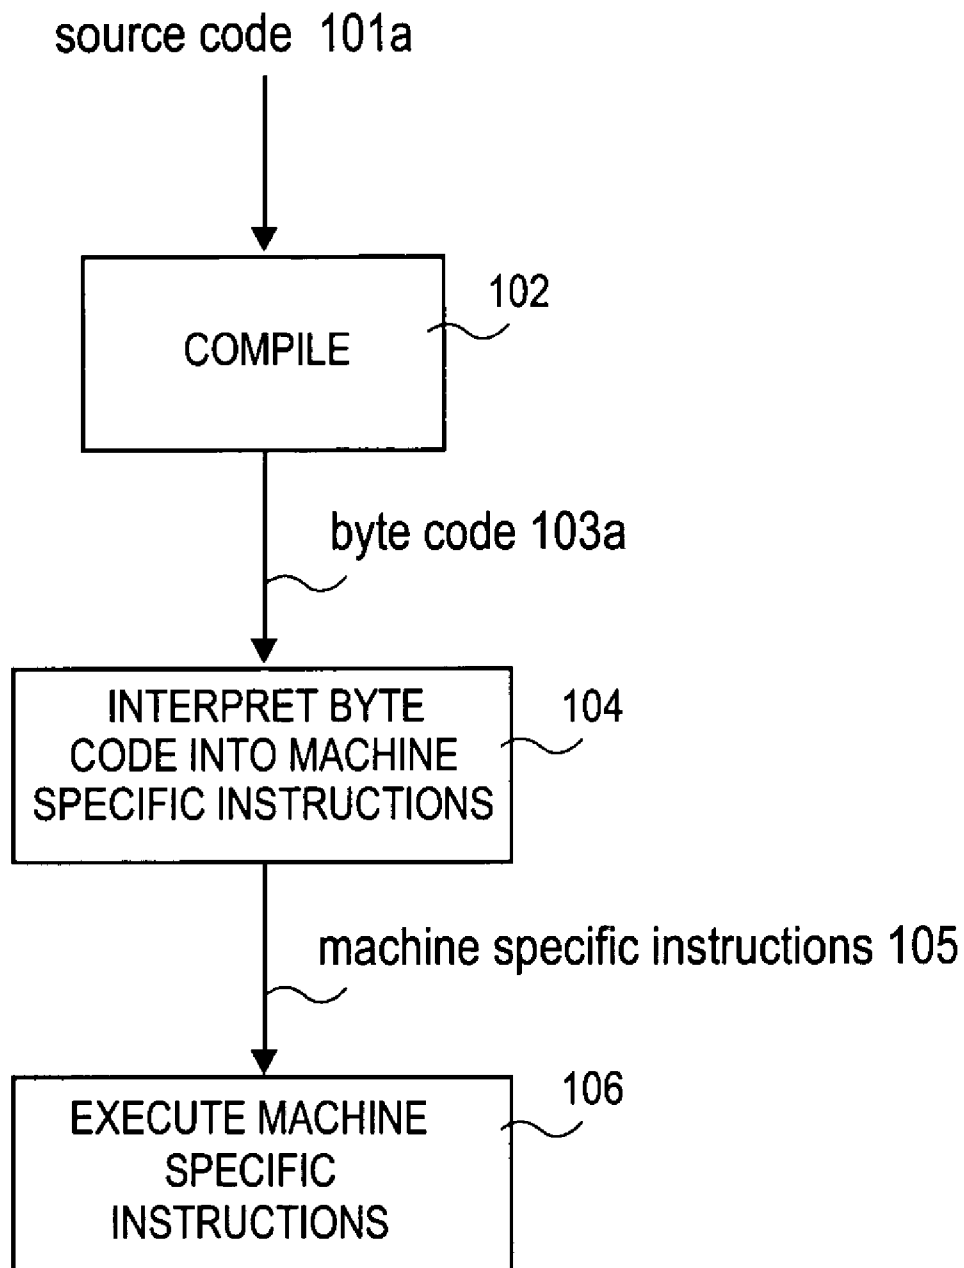 source code 101a
102
COMPILE
byte code 103a
INTERPRET BYTE
CODE INTO MACHINE
SPECIFIC INSTRUCTIONS
104
machine specific instructions 105
106
EXECUTE MACHINE
SPECIFIC
INSTRUCTIONS